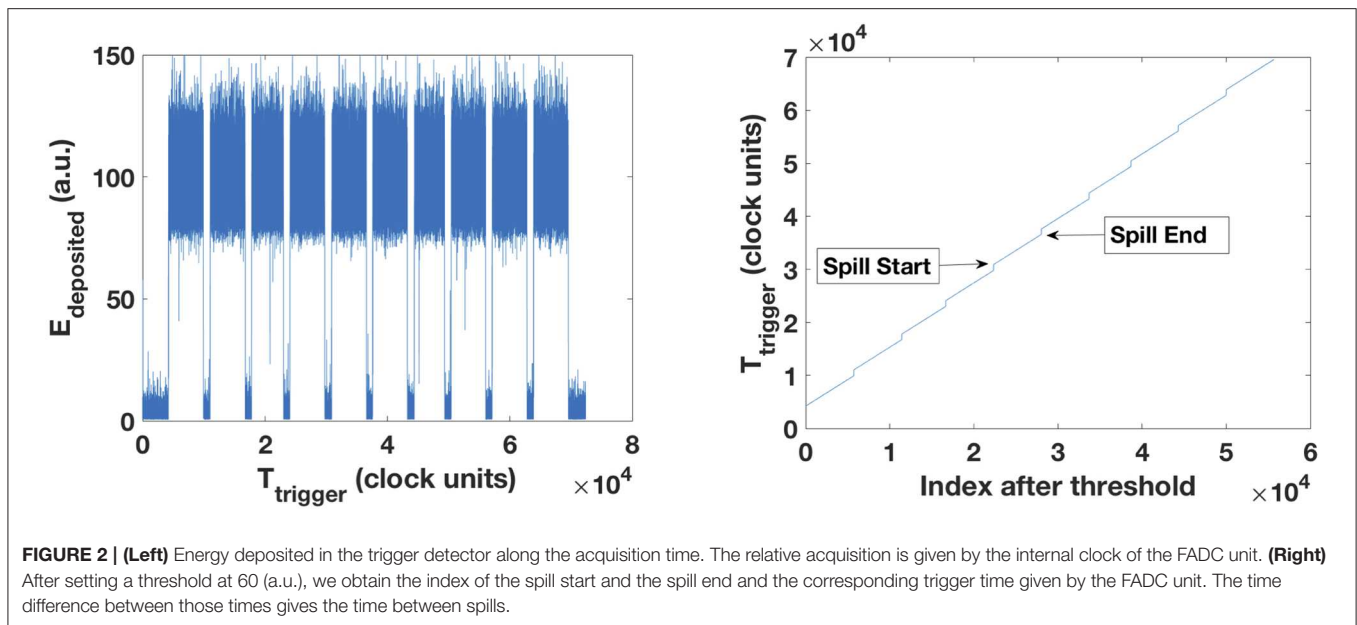 150
100
50
0
E_deposited (a.u.)
0 2 4 6 8
T_trigger (clock units) ×10^4
×10^4
7
6
5
4
3
2
1
0
T_trigger (clock units)
Spill Start
Spill End
0 1 2 3 4 5 6
Index after threshold ×10^4
FIGURE 2 | (Left) Energy deposited in the trigger detector along the acquisition time. The relative acquisition is given by the internal clock of the FADC unit. (Right)
After setting a threshold at 60 (a.u.), we obtain the index of the spill start and the spill end and the corresponding trigger time given by the FADC unit. The time
difference between those times gives the time between spills.